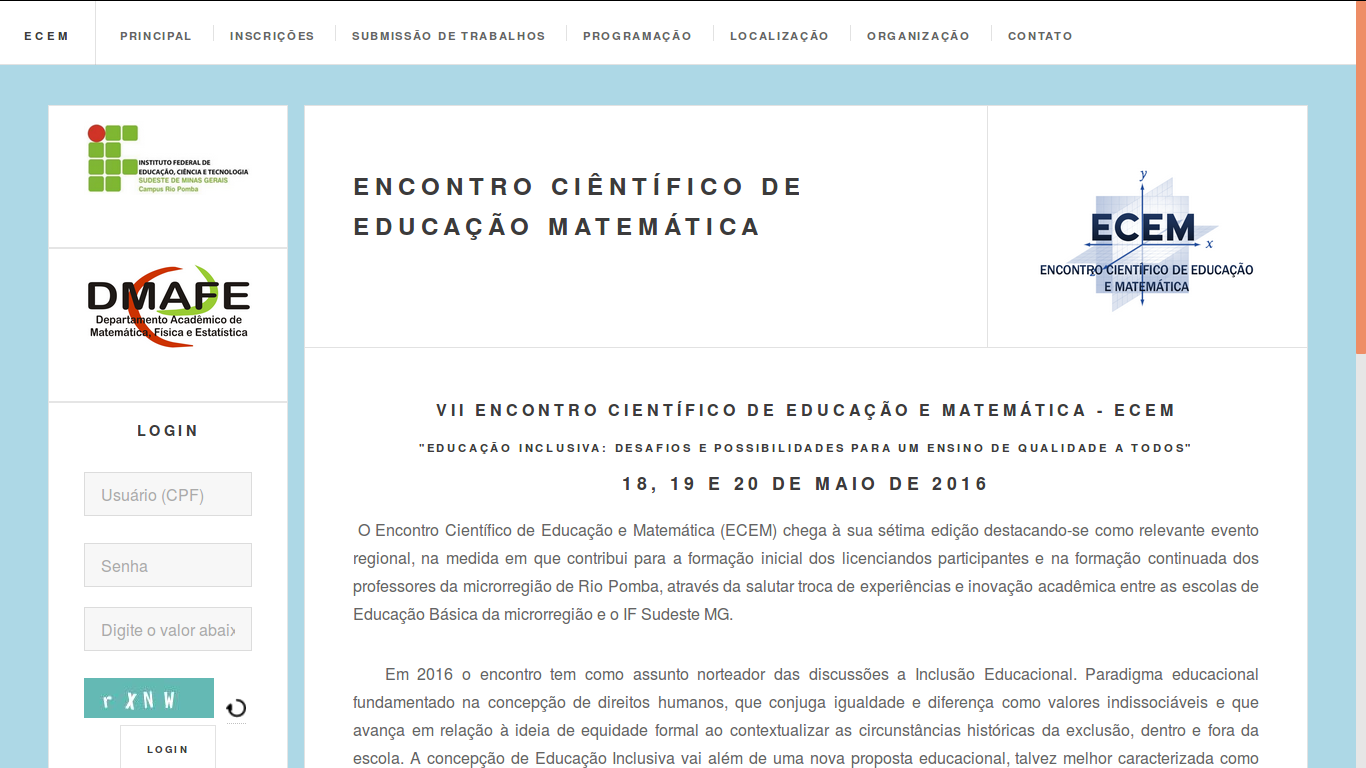 ECEM
PRINCIPAL
INSCRIÇÕES
SUBMISSÃO DE TRABALHOS
PROGRAMAÇÃO
LOCALIZAÇÃO
ORGANIZAÇÃO
CONTATO
INSTITUTO FEDERAL DE
EDUCAÇÃO, CIÊNCIA E TECNOLOGIA
SUDESTE DE MINAS GERAIS
Campus Rio Pomba
DMAFE
Departamento Acadêmico de
Matemática, Física e Estatística
LOGIN
Usuário (CPF)
Senha
Digite o valor abaix
r X N W
LOGIN
ENCONTRO CIÊNTÍFICO DE
EDUCAÇÃO MATEMÁTICA
y
ECEM
x
z
ENCONTRO CIENTÍFICO DE EDUCAÇÃO
E MATEMÁTICA
VII ENCONTRO CIENTÍFICO DE EDUCAÇÃO E MATEMÁTICA - ECEM
"EDUCAÇÃO INCLUSIVA: DESAFIOS E POSSIBILIDADES PARA UM ENSINO DE QUALIDADE A TODOS"
18, 19 E 20 DE MAIO DE 2016
O Encontro Científico de Educação e Matemática (ECEM) chega à sua sétima edição destacando-se como relevante evento
regional, na medida em que contribui para a formação inicial dos licenciandos participantes e na formação continuada dos
professores da microrregião de Rio Pomba, através da salutar troca de experiências e inovação acadêmica entre as escolas de
Educação Básica da microrregião e o IF Sudeste MG.
Em 2016 o encontro tem como assunto norteador das discussões a Inclusão Educacional. Paradigma educacional
fundamentado na concepção de direitos humanos, que conjuga igualdade e diferença como valores indissociáveis e que
avança em relação à ideia de equidade formal ao contextualizar as circunstâncias históricas da exclusão, dentro e fora da
escola. A concepção de Educação Inclusiva vai além de uma nova proposta educacional, talvez melhor caracterizada como